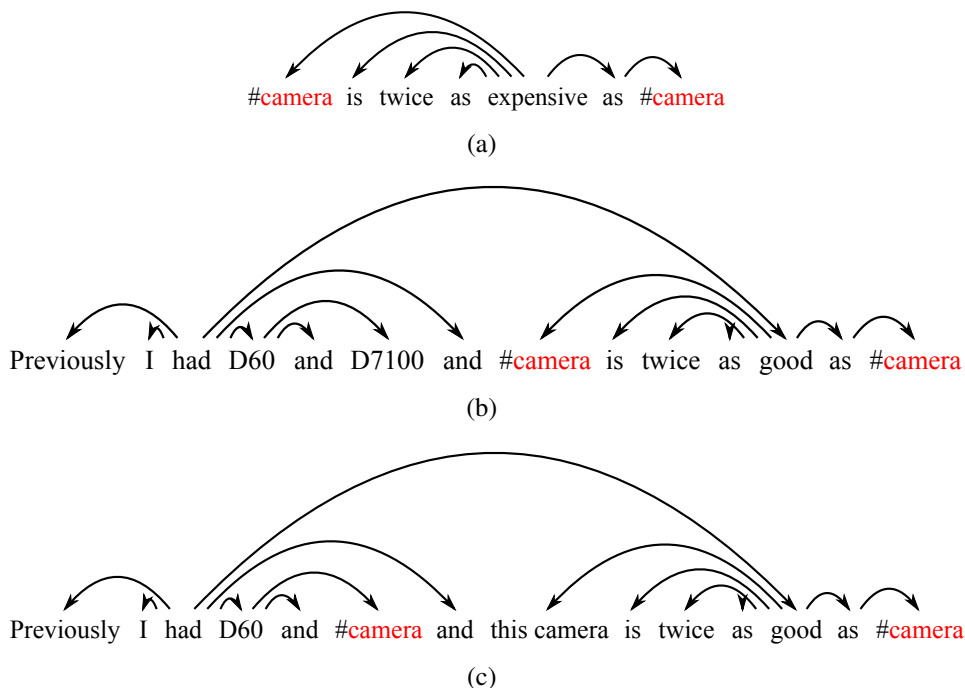 #camera is twice as expensive as #camera
(a)
Previously I had D60 and D7100 and #camera is twice as good as #camera
(b)
Previously I had D60 and #camera and this camera is twice as good as #camera
(c)